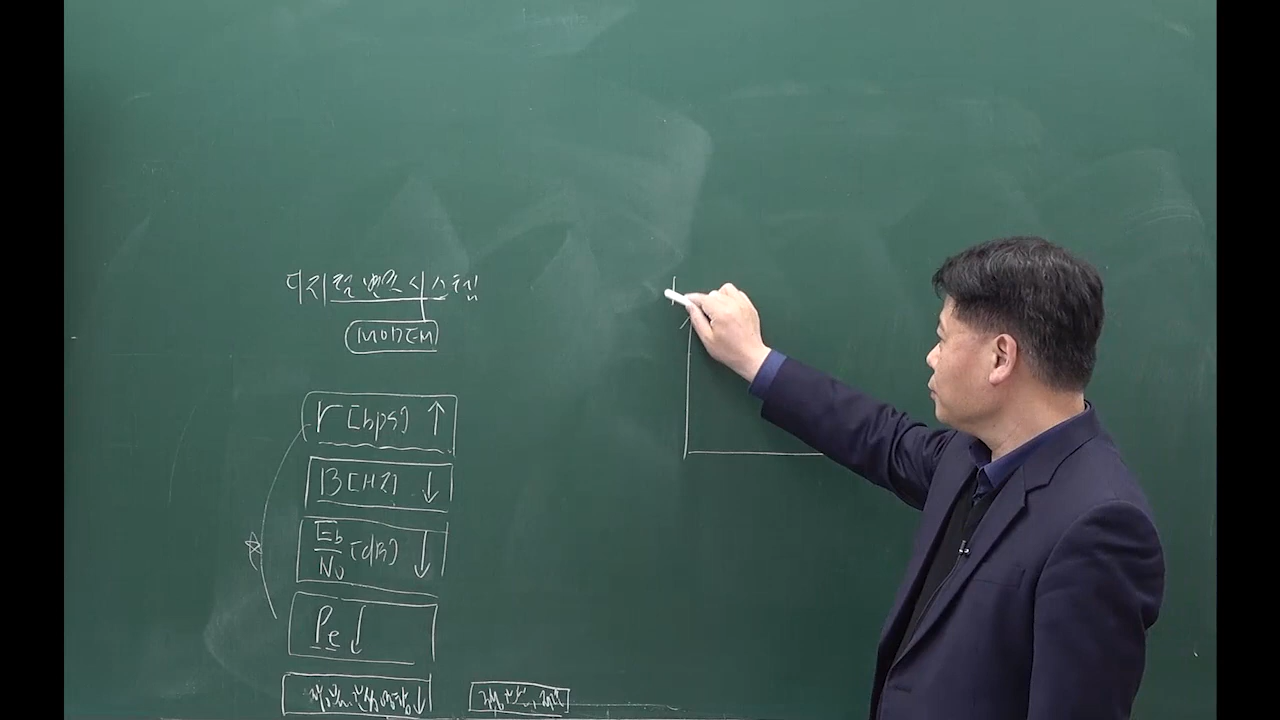 디지털 변조 시스템
MODEM
r [bps] ↑
B [HZ] ↓
Eb/N0 [dB] ↓
Pe ↓
↓